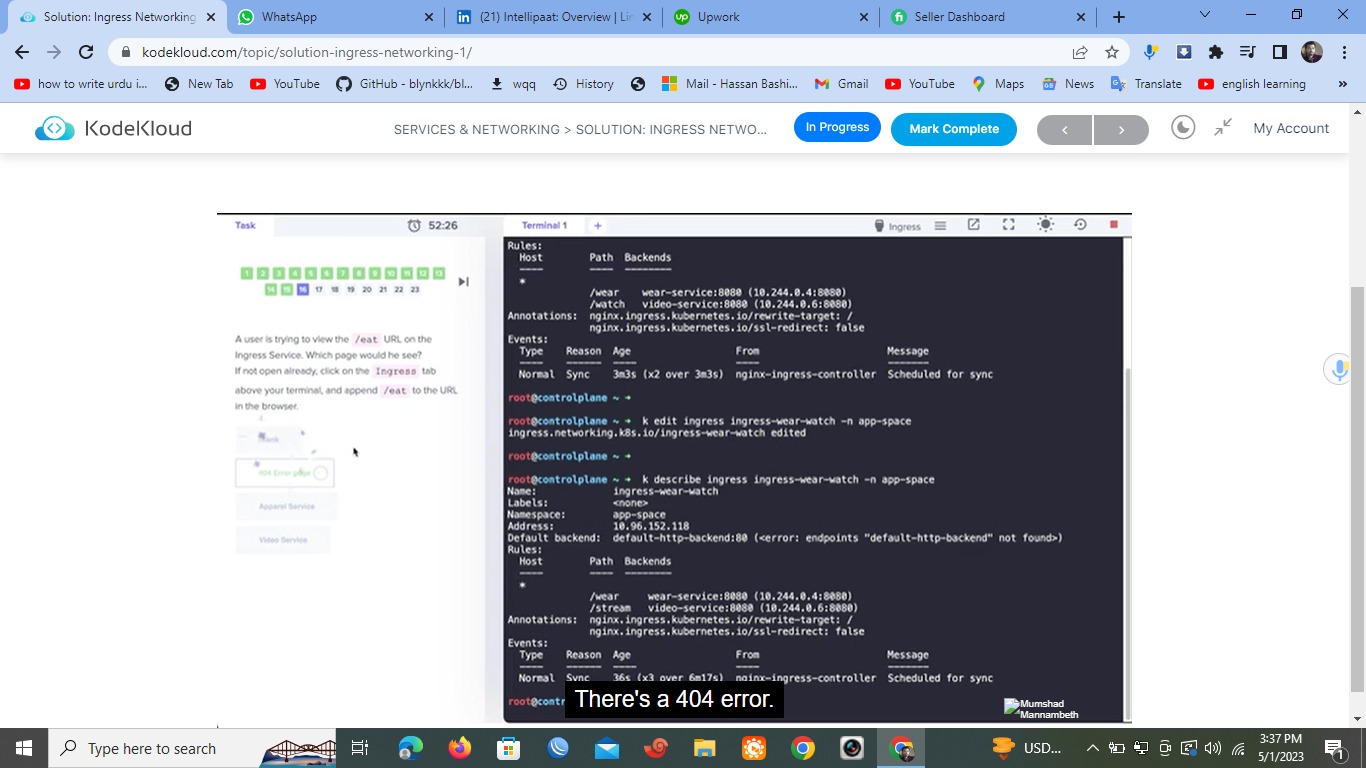 Solution: Ingress Networking
WhatsApp
(21) Intellipaat: Overview | Lin
Upwork
Seller Dashboard
kodekloud.com/topic/solution-ingress-networking-1/
how to write urdu i...
New Tab
YouTube
GitHub - blynkkk/bl...
wqq
History
Mail - Hassan Bashi...
Gmail
YouTube
Maps
News
Translate
english learning
KodeKloud
SERVICES & NETWORKING > SOLUTION: INGRESS NETWO...
In Progress
Mark Complete
My Account
Task
52:26
Terminal 1
+
Ingress
1 2 3 4 5 6 7 8 9 10 11 12 13
14 15 16 17 18 19 20 21 22 23
A user is trying to view the /eat URL on the
Ingress Service. Which page would he see?
If not open already, click on the Ingress tab
above your terminal, and append /eat to the URL
in the browser.
404 Error page
Apparel Service
Video Service
Rules:
Host Path Backends
---- ---- --------
*
/wear wear-service:8080 (10.244.0.4:8080)
/watch video-service:8080 (10.244.0.6:8080)
Annotations: nginx.ingress.kubernetes.io/rewrite-target: /
nginx.ingress.kubernetes.io/ssl-redirect: false
Events:
Type Reason Age From Message
---- ------ ---- ---- -------
Normal Sync 3m3s (x2 over 3m3s) nginx-ingress-controller Scheduled for sync
root@controlplane ~ ➜
root@controlplane ~ ➜ k edit ingress ingress-wear-watch -n app-space
ingress.networking.k8s.io/ingress-wear-watch edited
root@controlplane ~ ➜
root@controlplane ~ ➜ k describe ingress ingress-wear-watch -n app-space
Name: ingress-wear-watch
Labels: <none>
Namespace: app-space
Address: 10.96.152.118
Default backend: default-http-backend:80 (<error: endpoints "default-http-backend" not found>)
Rules:
Host Path Backends
---- ---- --------
*
/wear wear-service:8080 (10.244.0.4:8080)
/stream video-service:8080 (10.244.0.6:8080)
Annotations: nginx.ingress.kubernetes.io/rewrite-target: /
nginx.ingress.kubernetes.io/ssl-redirect: false
Events:
Type Reason Age From Message
---- ------ ---- ---- -------
Normal Sync 36s (x3 over 6m17s) nginx-ingress-controller Scheduled for sync
root@contr
There's a 404 error.
Mumshad
Mannambeth
Type here to search
USD...
3:37 PM
5/1/2023
1